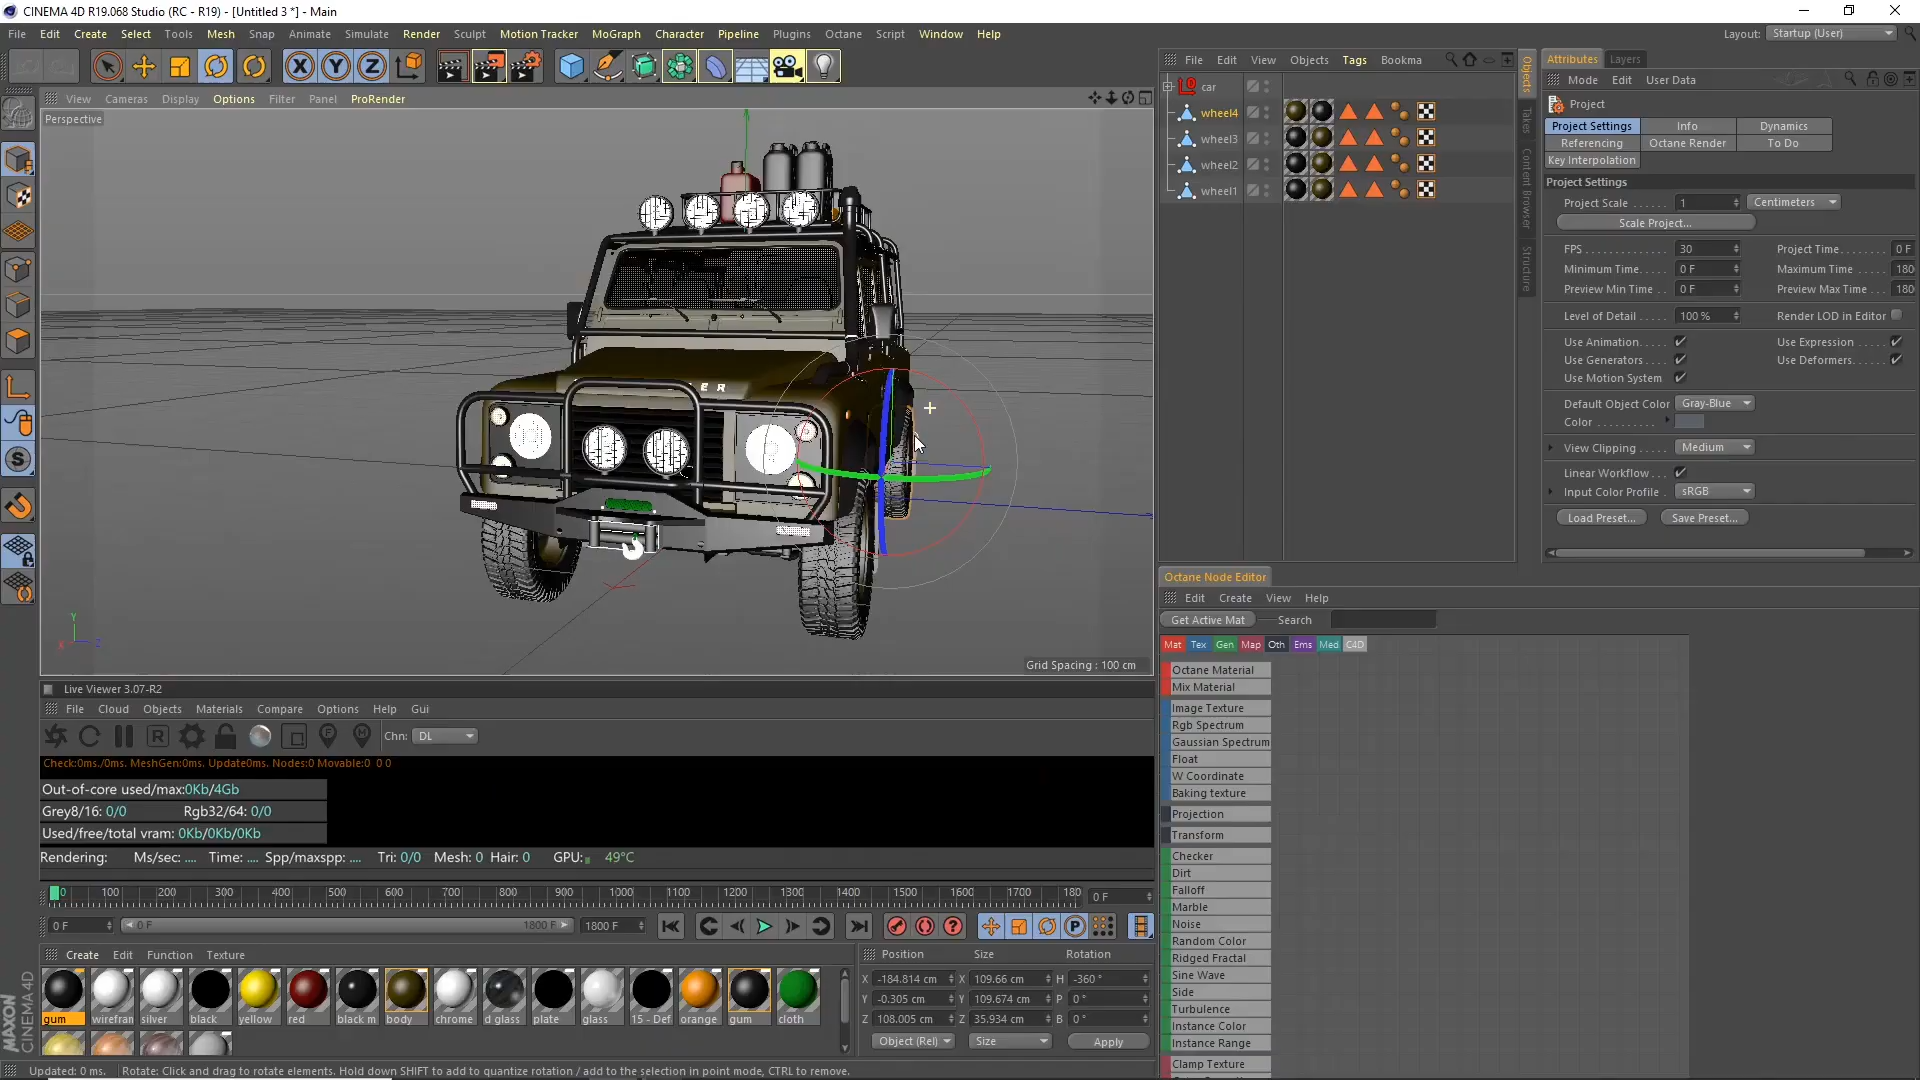 CINEMA 4D R19.068 Studio (RC - R19) - [Untitled 3 *] - Main
File Edit Create Select Tools Mesh Snap Animate Simulate Render Sculpt Motion Tracker MoGraph Character Pipeline Plugins Octane Script Window Help
Layout: Startup (User)
View Cameras Display Options Filter Panel ProRender
Perspective
Grid Spacing : 100 cm
File Edit View Objects Tags Bookma
car
wheel4
wheel3
wheel2
wheel1
Objects
Takes
Content Browser
Structure
Attributes Layers
Mode Edit User Data
Project
Project Settings Info Dynamics
Referencing Octane Render To Do
Key Interpolation
Project Settings
Project Scale 1 Centimeters
Scale Project...
FPS 30 Project Time 0 F
Minimum Time 0 F Maximum Time 180
Preview Min Time 0 F Preview Max Time 180
Level of Detail 100 % Render LOD in Editor
Use Animation Use Expression
Use Generators Use Deformers
Use Motion System
Default Object Color Gray-Blue
Color
View Clipping Medium
Linear Workflow
Input Color Profile sRGB
Load Preset... Save Preset...
Octane Node Editor
Edit Create View Help
Get Active Mat Search
Mat Tex Gen Map Oth Ems Med C4D
Octane Material
Mix Material
Image Texture
Rgb Spectrum
Gaussian Spectrum
Float
W Coordinate
Baking texture
Projection
Transform
Checker
Dirt
Falloff
Marble
Noise
Random Color
Ridged Fractal
Sine Wave
Side
Turbulence
Instance Color
Instance Range
Clamp Texture
Live Viewer 3.07-R2
File Cloud Objects Materials Compare Options Help Gui
Chn: DL
Check:0ms./0ms. MeshGen:0ms. Update0ms. Nodes:0 Movable:0 0 0
Out-of-core used/max:0Kb/4Gb
Grey8/16: 0/0 Rgb32/64: 0/0
Used/free/total vram: 0Kb/0Kb/0Kb
Rendering: Ms/sec: .... Time: .... Spp/maxspp: .... Tri: 0/0 Mesh: 0 Hair: 0 GPU: 49°C
0 100 200 300 400 500 600 700 800 900 1000 1100 1200 1300 1400 1500 1600 1700 180 0 F
0 F 0 F 1800 F 1800 F
Create Edit Function Texture
gum wirefran silver black yellow red black m body chrome d glass plate glass 15 - Def orange gum cloth
Position Size Rotation
X -184.814 cm X 109.66 cm H -360 °
Y -0.305 cm Y 109.674 cm P 0 °
Z 108.005 cm Z 35.934 cm B 0 °
Object (Rel) Size Apply
MAXON CINEMA 4D
Updated: 0 ms. Rotate: Click and drag to rotate elements. Hold down SHIFT to add to quantize rotation / add to the selection in point mode, CTRL to remove.